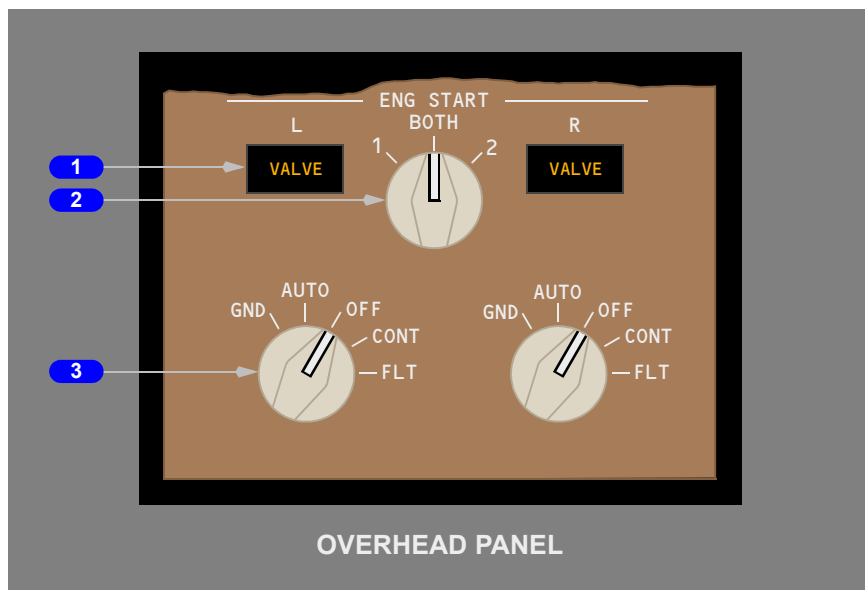 ENG START
L
BOTH
R
1
2
1
VALVE
VALVE
2
AUTO
AUTO
GND
OFF
GND
OFF
CONT
CONT
3
FLT
FLT
OVERHEAD PANEL